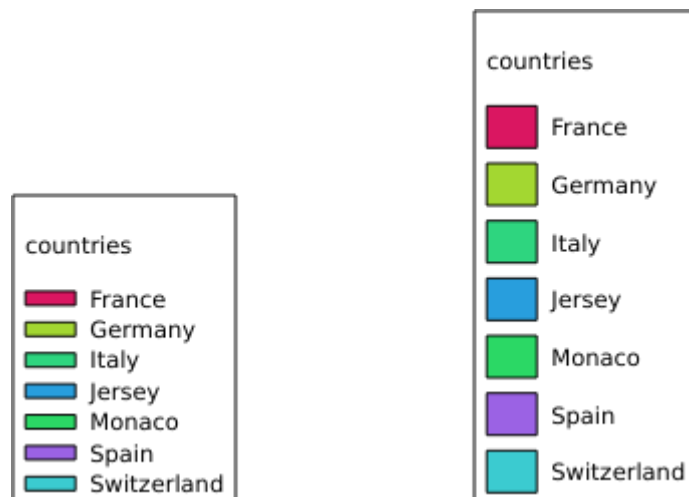 countries
France
Germany
Italy
Jersey
Monaco
Spain
Switzerland
countries
France
Germany
Italy
Jersey
Monaco
Spain
Switzerland